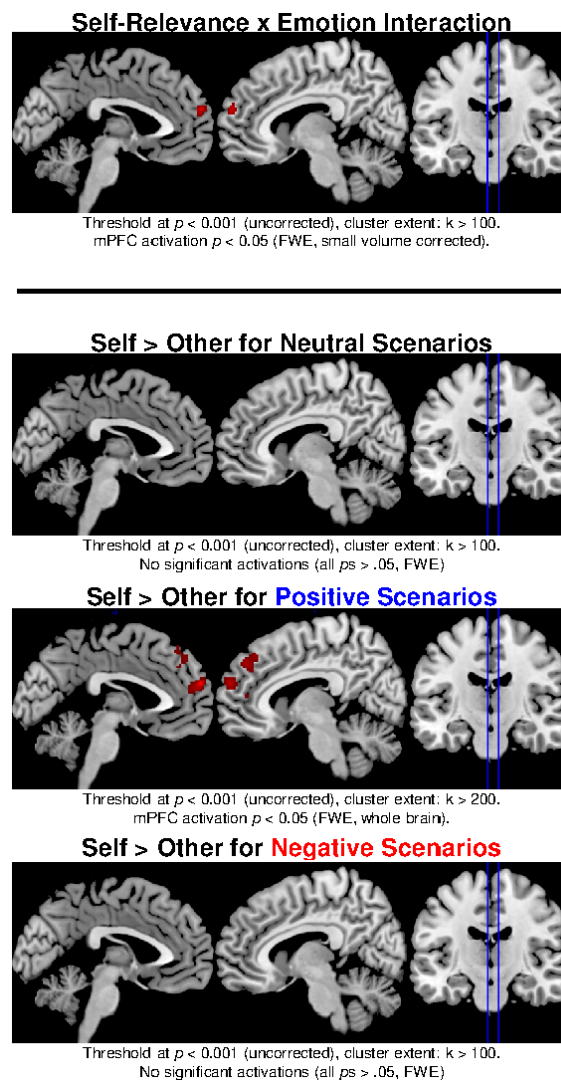 Self-Relevance x Emotion Interaction
Threshold at p < 0.001 (uncorrected), cluster extent: k > 100.
mPFC activation p < 0.05 (FWE, small volume corrected).
Self > Other for Neutral Scenarios
Threshold at p < 0.001 (uncorrected), cluster extent: k > 100.
No significant activations (all ps > .05, FWE)
Self > Other for Positive Scenarios
Threshold at p < 0.001 (uncorrected), cluster extent: k > 200.
mPFC activation p < 0.05 (FWE, whole brain).
Self > Other for Negative Scenarios
Threshold at p < 0.001 (uncorrected), cluster extent: k > 100.
No significant activations (all ps > .05, FWE)